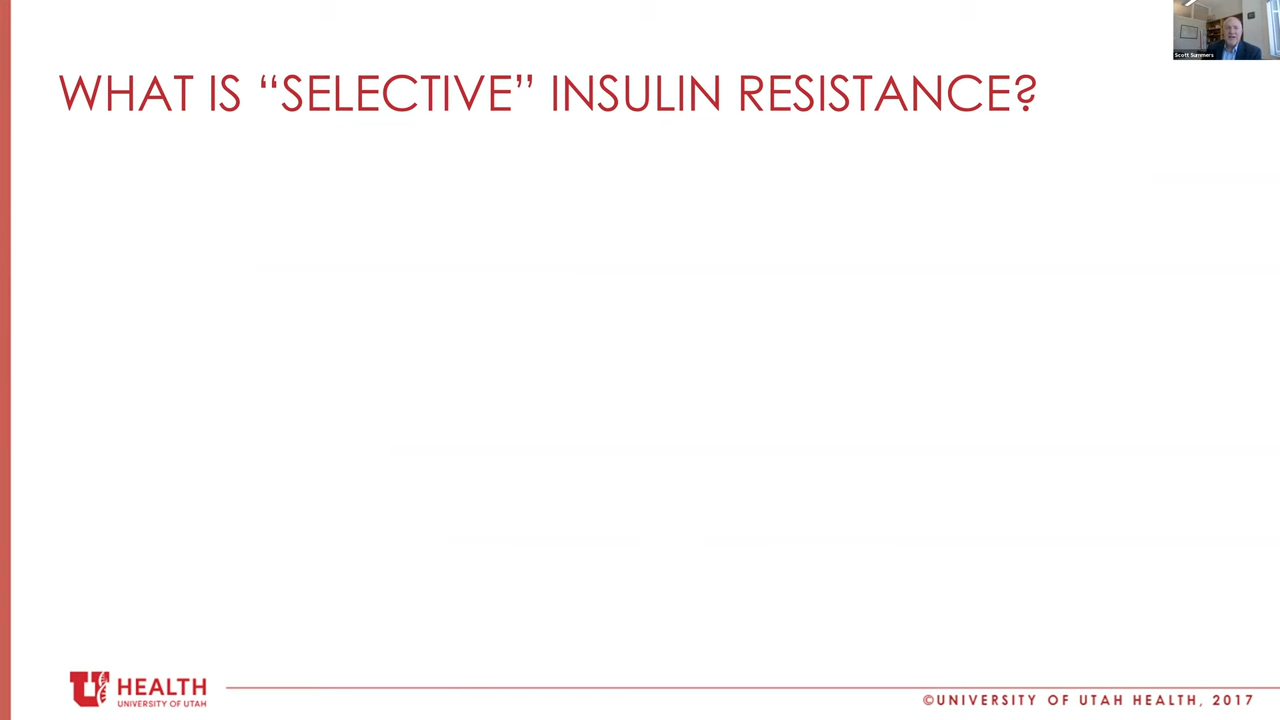 Scott Summers
WHAT IS “SELECTIVE” INSULIN RESISTANCE?
U HEALTH
UNIVERSITY OF UTAH
©UNIVERSITY OF UTAH HEALTH, 2017